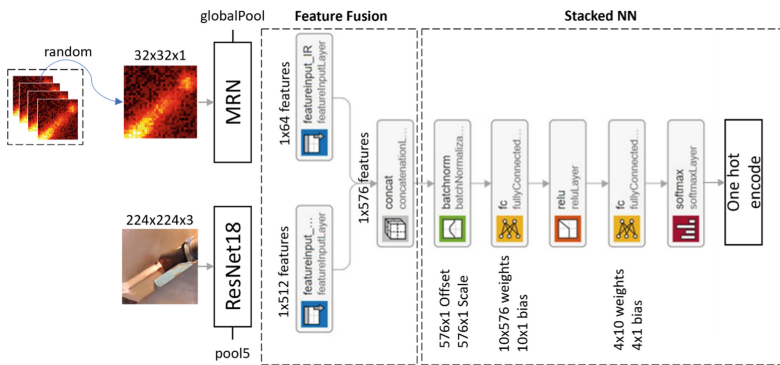 globalPool
Feature Fusion
Stacked NN
random
32x32x1
MRN
1x64 features
featureinput_IR
featureInputLayer
1x576 features
concat
concatenationL...
batchnorm
batchNormaliza...
fc
fullyConnected...
relu
reluLayer
fc
fullyConnected...
softmax
softmaxLayer
One hot
encode
224x224x3
ResNet18
1x512 features
featureinput_...
featureInputLayer
576x1 Offset
576x1 Scale
10x576 weights
10x1 bias
4x10 weights
4x1 bias
pool5